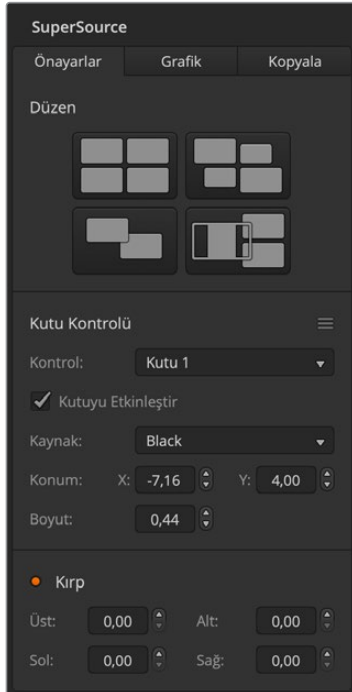 SuperSource
Önayarlar Grafik Kopyala
Düzen
Kutu Kontrolü
Kontrol: Kutu 1
Kutuyu Etkinleştir
Kaynak: Black
Konum: X: -7,16 Y: 4,00
Boyut: 0,44
Kırp
Üst: 0,00 Alt: 0,00
Sol: 0,00 Sağ: 0,00